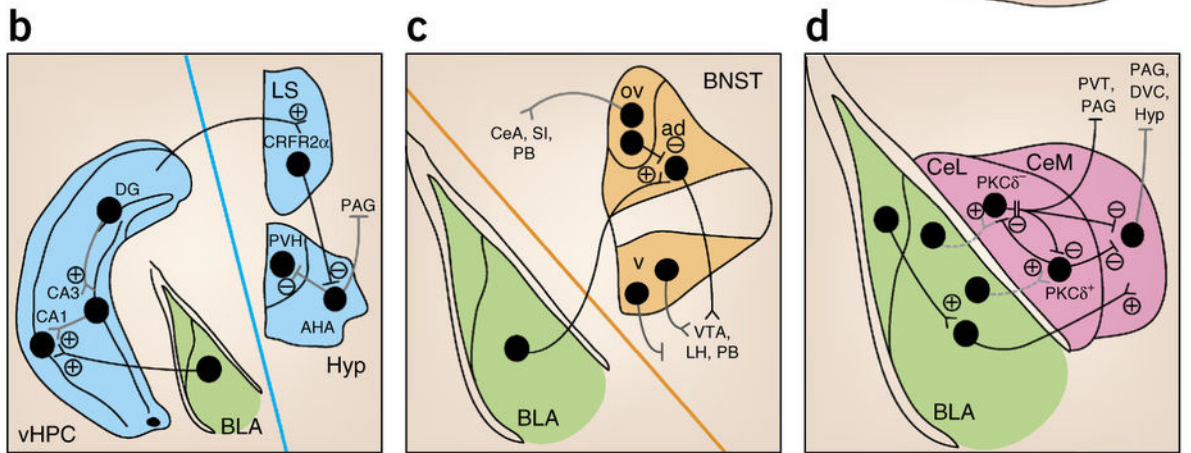 b
LS
⊕
CRFR2α
DG
PAG
PVH
⊖
⊕
CA3
⊖
CA1
AHA
⊕
⊕
Hyp
vHPC
BLA
c
BNST
ov
CeA, SI,
PB
ad
⊖
⊕
v
VTA,
LH, PB
BLA
d
PVT,
PAG
PAG,
DVC,
Hyp
CeL
CeM
PKCδ⁻
⊕
⊖
⊖
⊖
⊖
⊕
PKCδ⁺
⊕
⊕
BLA